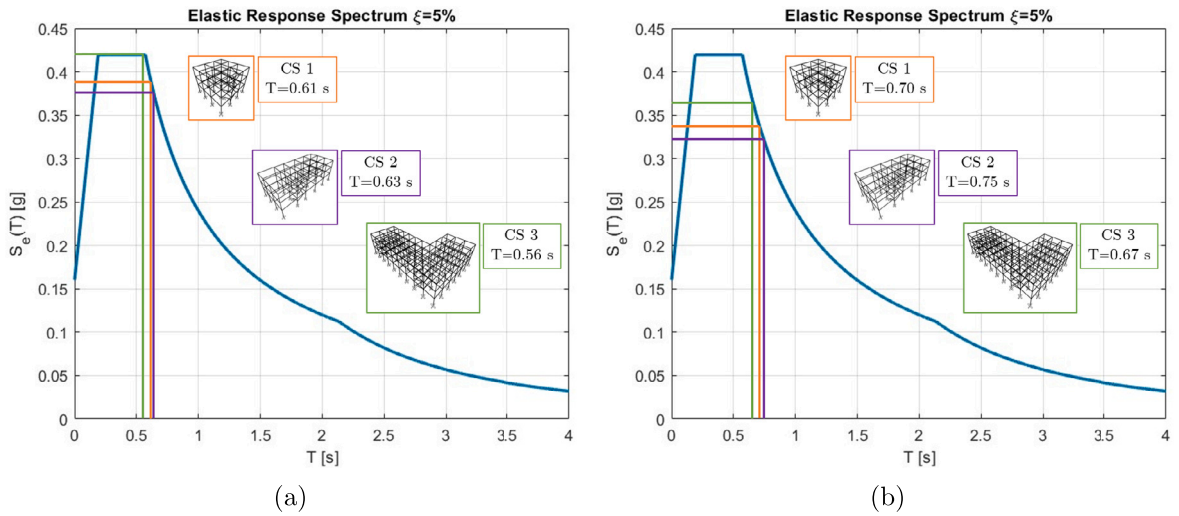 Elastic Response Spectrum ξ=5%
0.45
0.4
0.35
0.3
0.25
0.2
0.15
0.1
0.05
0
S_e(T) [g]
CS 1
T=0.61 s
CS 2
T=0.63 s
CS 3
T=0.56 s
0 0.5 1 1.5 2 2.5 3 3.5 4
T [s]
(a)
Elastic Response Spectrum ξ=5%
0.45
0.4
0.35
0.3
0.25
0.2
0.15
0.1
0.05
0
S_e(T) [g]
CS 1
T=0.70 s
CS 2
T=0.75 s
CS 3
T=0.67 s
0 0.5 1 1.5 2 2.5 3 3.5 4
T [s]
(b)